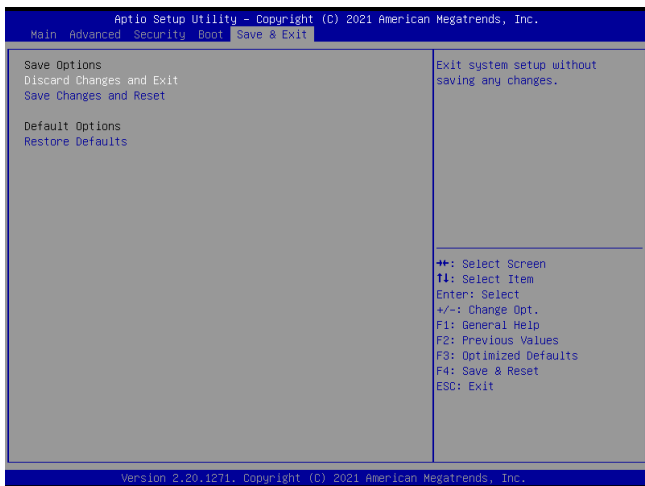 Aptio Setup Utility – Copyright (C) 2021 American Megatrends, Inc.
Main Advanced Security Boot Save & Exit
Save Options
Discard Changes and Exit
Save Changes and Reset
Default Options
Restore Defaults
Exit system setup without
saving any changes.
→←: Select Screen
↑↓: Select Item
Enter: Select
+/-: Change Opt.
F1: General Help
F2: Previous Values
F3: Optimized Defaults
F4: Save & Reset
ESC: Exit
Version 2.20.1271. Copyright (C) 2021 American Megatrends, Inc.